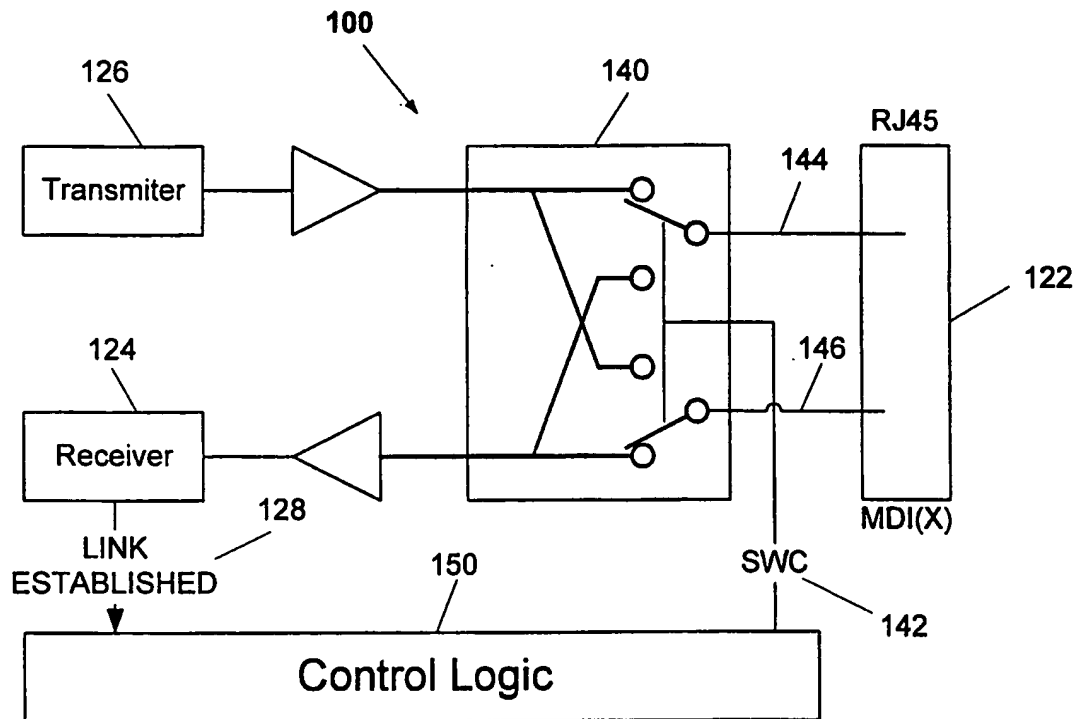 100
126
140
RJ45
144
Transmiter
122
124
146
Receiver
MDI(X)
128
LINK
ESTABLISHED
150
SWC
142
Control Logic